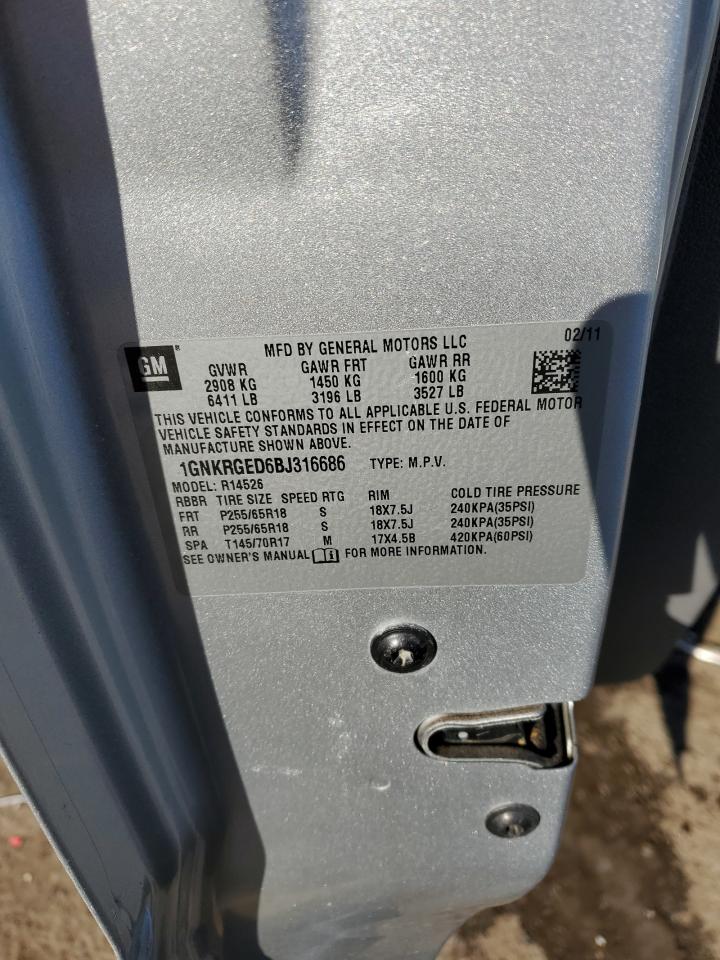 GM ® MFD BY GENERAL MOTORS LLC 02/11
GVWR GAWR FRT GAWR RR
2908 KG 1450 KG 1600 KG
6411 LB 3196 LB 3527 LB
THIS VEHICLE CONFORMS TO ALL APPLICABLE U.S. FEDERAL MOTOR
VEHICLE SAFETY STANDARDS IN EFFECT ON THE DATE OF
MANUFACTURE SHOWN ABOVE.
1GNKRGED6BJ316686 TYPE: M.P.V.
MODEL: R14526
RBBR TIRE SIZE SPEED RTG RIM COLD TIRE PRESSURE
FRT P255/65R18 S 18X7.5J 240KPA(35PSI)
RR P255/65R18 S 18X7.5J 240KPA(35PSI)
SPA T145/70R17 M 17X4.5B 420KPA(60PSI)
SEE OWNER'S MANUAL FOR MORE INFORMATION.